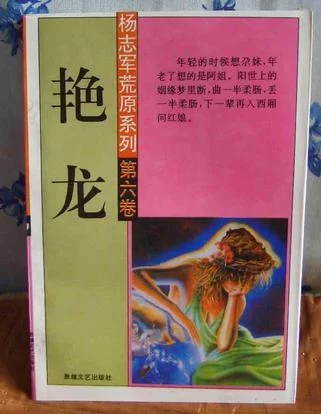 艳龙
杨志军荒原系列
第六卷
年轻的时候想尕妹,年
老了想的是阿姐。阳世上的
姻缘梦里断,曲一半柔肠,丢
一半柔肠,下一辈再入西厢
问红娘。
敦煌文艺出版社